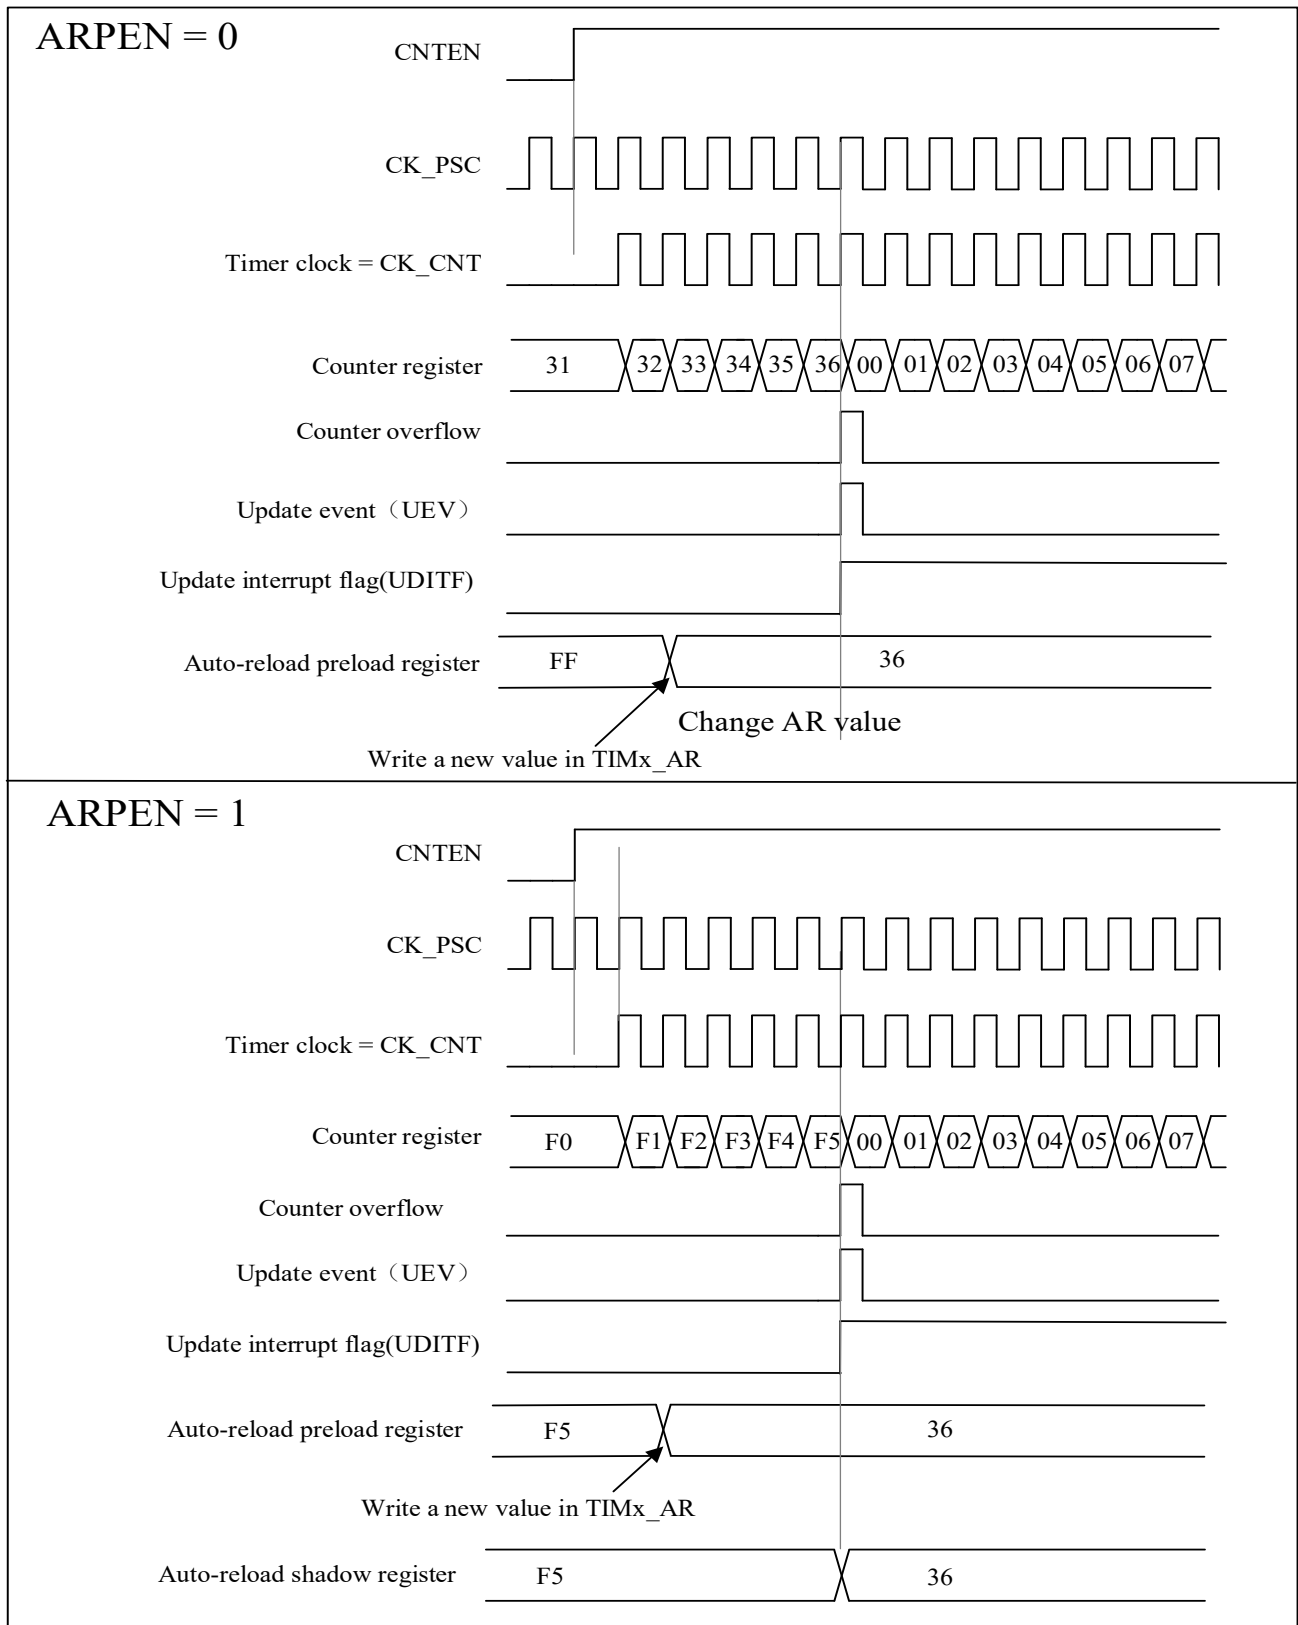 ARPEN = 0
CNTEN
CK_PSC
Timer clock = CK_CNT
Counter register 31 32 33 34 35 36 00 01 02 03 04 05 06 07
Counter overflow
Update event（UEV）
Update interrupt flag(UDITF)
Auto-reload preload register FF 36
Change AR value
Write a new value in TIMx_AR
ARPEN = 1
CNTEN
CK_PSC
Timer clock = CK_CNT
Counter register F0 F1 F2 F3 F4 F5 00 01 02 03 04 05 06 07
Counter overflow
Update event（UEV）
Update interrupt flag(UDITF)
Auto-reload preload register F5 36
Write a new value in TIMx_AR
Auto-reload shadow register F5 36